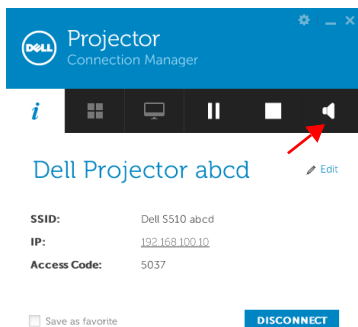 DELL
Projector
Connection Manager
i
Dell Projector abcd
Edit
SSID: Dell S510 abcd
IP: 192.168.100.10
Access Code: 5037
Save as favorite
DISCONNECT